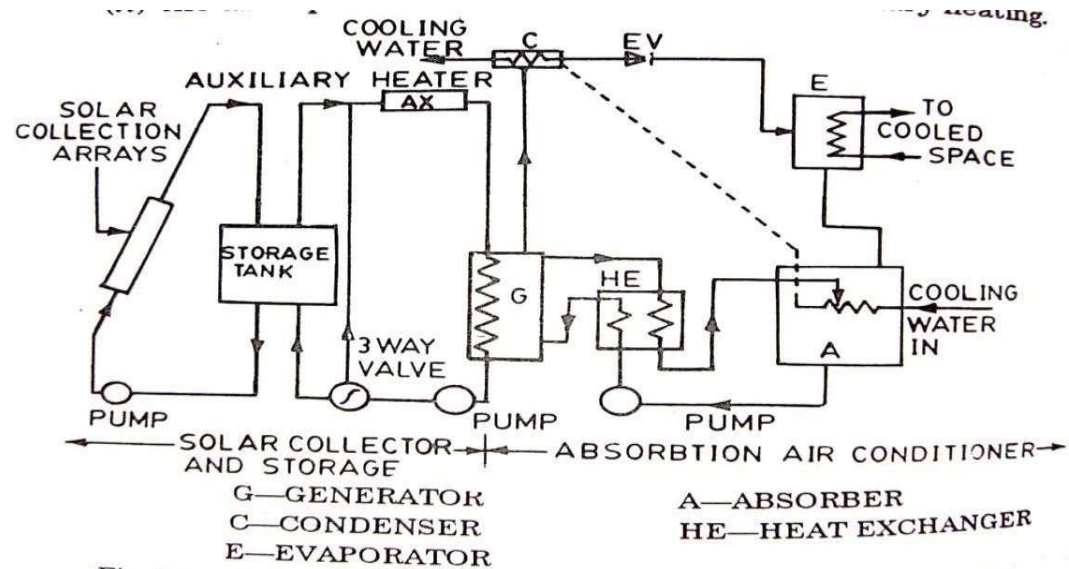 heating.
COOLING
WATER
C
EV
AUXILIARY HEATER
AX
E
SOLAR
COLLECTION
ARRAYS
TO
COOLED
SPACE
STORAGE
TANK
G
HE
COOLING
WATER
IN
A
3 WAY
VALVE
PUMP
PUMP
PUMP
SOLAR COLLECTOR
AND STORAGE
ABSORBTION AIR CONDITIONER
G—GENERATOR
C—CONDENSER
E—EVAPORATOR
A—ABSORBER
HE—HEAT EXCHANGER